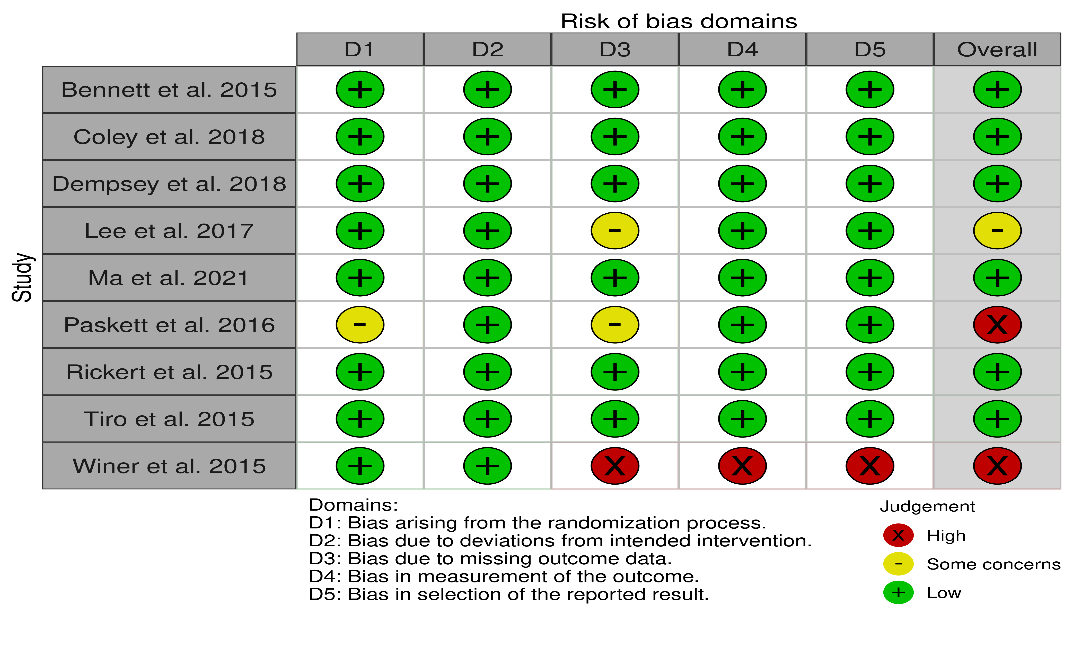 Risk of bias domains
D1 D2 D3 D4 D5 Overall
Study
Bennett et al. 2015 + + + + + +
Coley et al. 2018 + + + + + +
Dempsey et al. 2018 + + + + + +
Lee et al. 2017 + + - + + -
Ma et al. 2021 + + + + + +
Paskett et al. 2016 - + - + + X
Rickert et al. 2015 + + + + + +
Tiro et al. 2015 + + + + + +
Winer et al. 2015 + + X X X X
Domains:
D1: Bias arising from the randomization process.
D2: Bias due to deviations from intended intervention.
D3: Bias due to missing outcome data.
D4: Bias in measurement of the outcome.
D5: Bias in selection of the reported result.
Judgement
X High
- Some concerns
+ Low